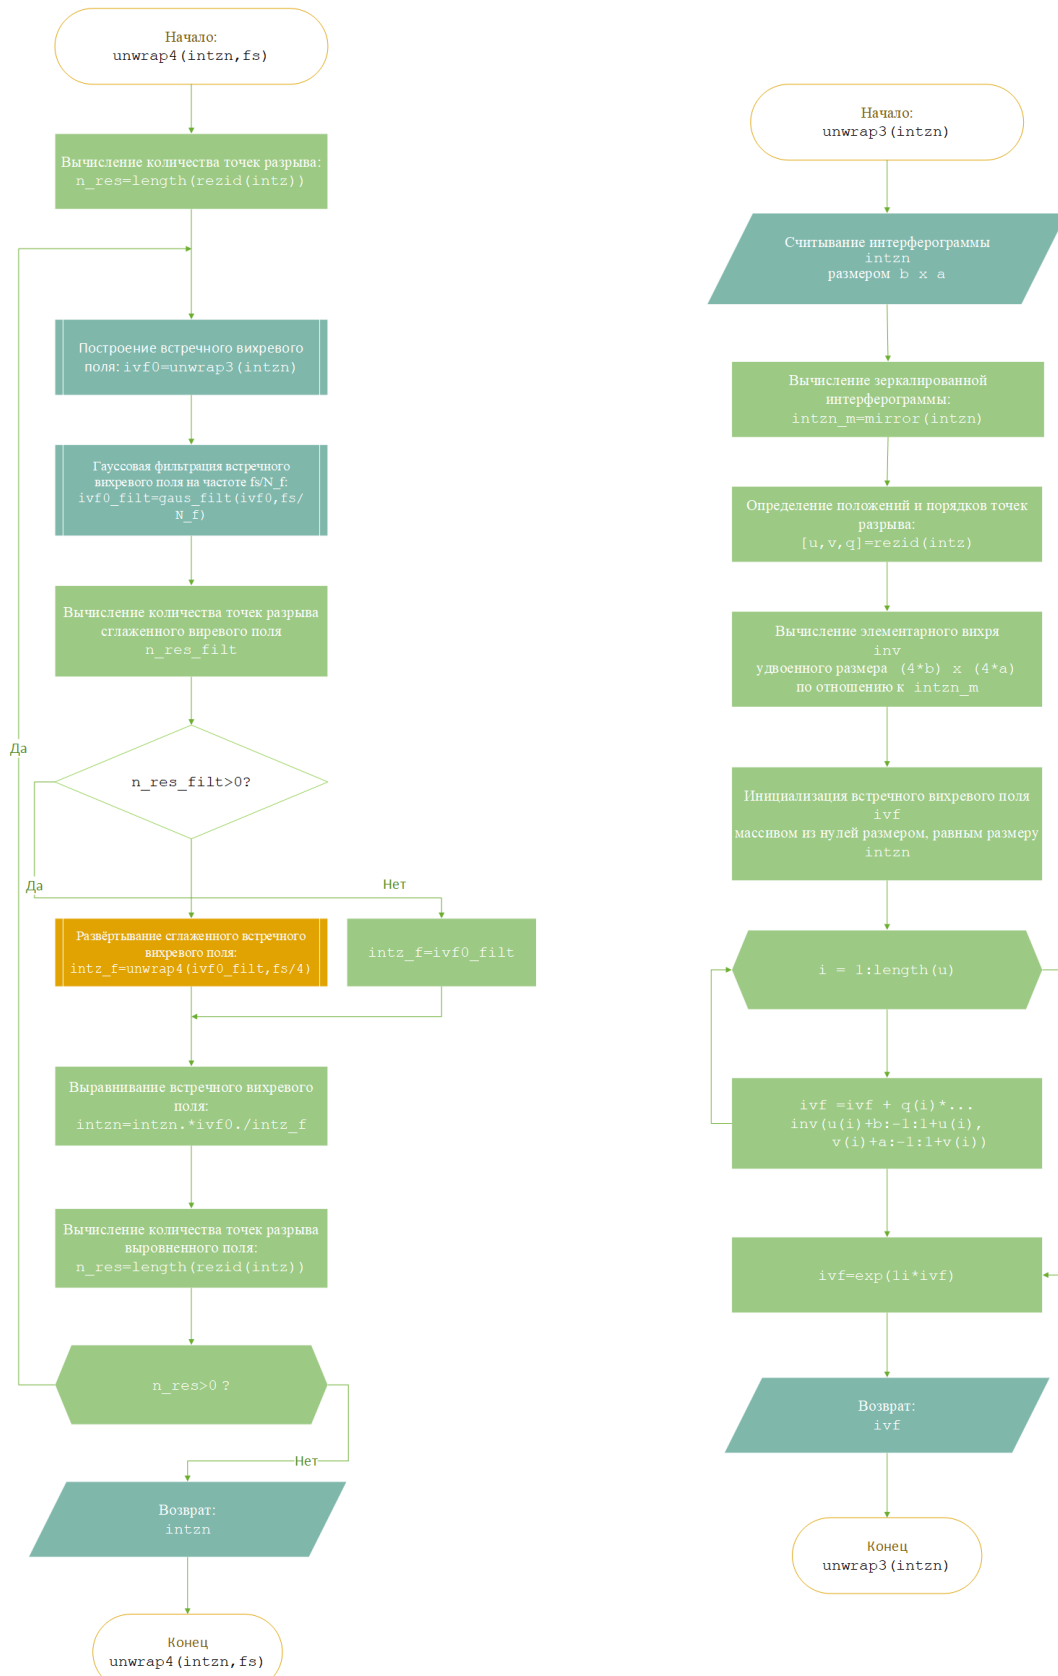 Начало:
unwrap4(intzn,fs)
Вычисление количества точек разрыва:
n_res=length(rezid(intz))
Построение встречного вихревого
поля: ivf0=unwrap3(intzn)
Гауссовая фильтрация встречного
вихревого поля на частоте fs/N_f:
ivf0_filt=gaus_filt(ivf0,fs/
N_f)
Вычисление количества точек разрыва
сглаженного виревого поля
n_res_filt
Да
n_res_filt>0?
Да
Нет
Развёртывание сглаженного встречного
вихревого поля:
intz_f=unwrap4(ivf0_filt,fs/4)
intz_f=ivf0_filt
Выравнивание встречного вихревого
поля:
intzn=intzn.*ivf0./intz_f
Вычисление количества точек разрыва
выровненного поля:
n_res=length(rezid(intz))
n_res>0 ?
Нет
Возврат:
intzn
Конец
unwrap4(intzn,fs)
Начало:
unwrap3(intzn)
Считывание интерферограммы
intzn
размером b x a
Вычисление зеркалированной
интерферограммы:
intzn_m=mirror(intzn)
Определение положений и порядков точек
разрыва:
[u,v,q]=rezid(intz)
Вычисление элементарного вихря
inv
удвоенного размера (4*b) x (4*a)
по отношению к intzn_m
Инициализация встречного вихревого поля
ivf
массивом из нулей размером, равным размеру
intzn
i = 1:length(u)
ivf =ivf + q(i)*...
inv(u(i)+b:-1:1+u(i),
v(i)+a:-1:1+v(i))
ivf=exp(1i*ivf)
Возврат:
ivf
Конец
unwrap3(intzn)